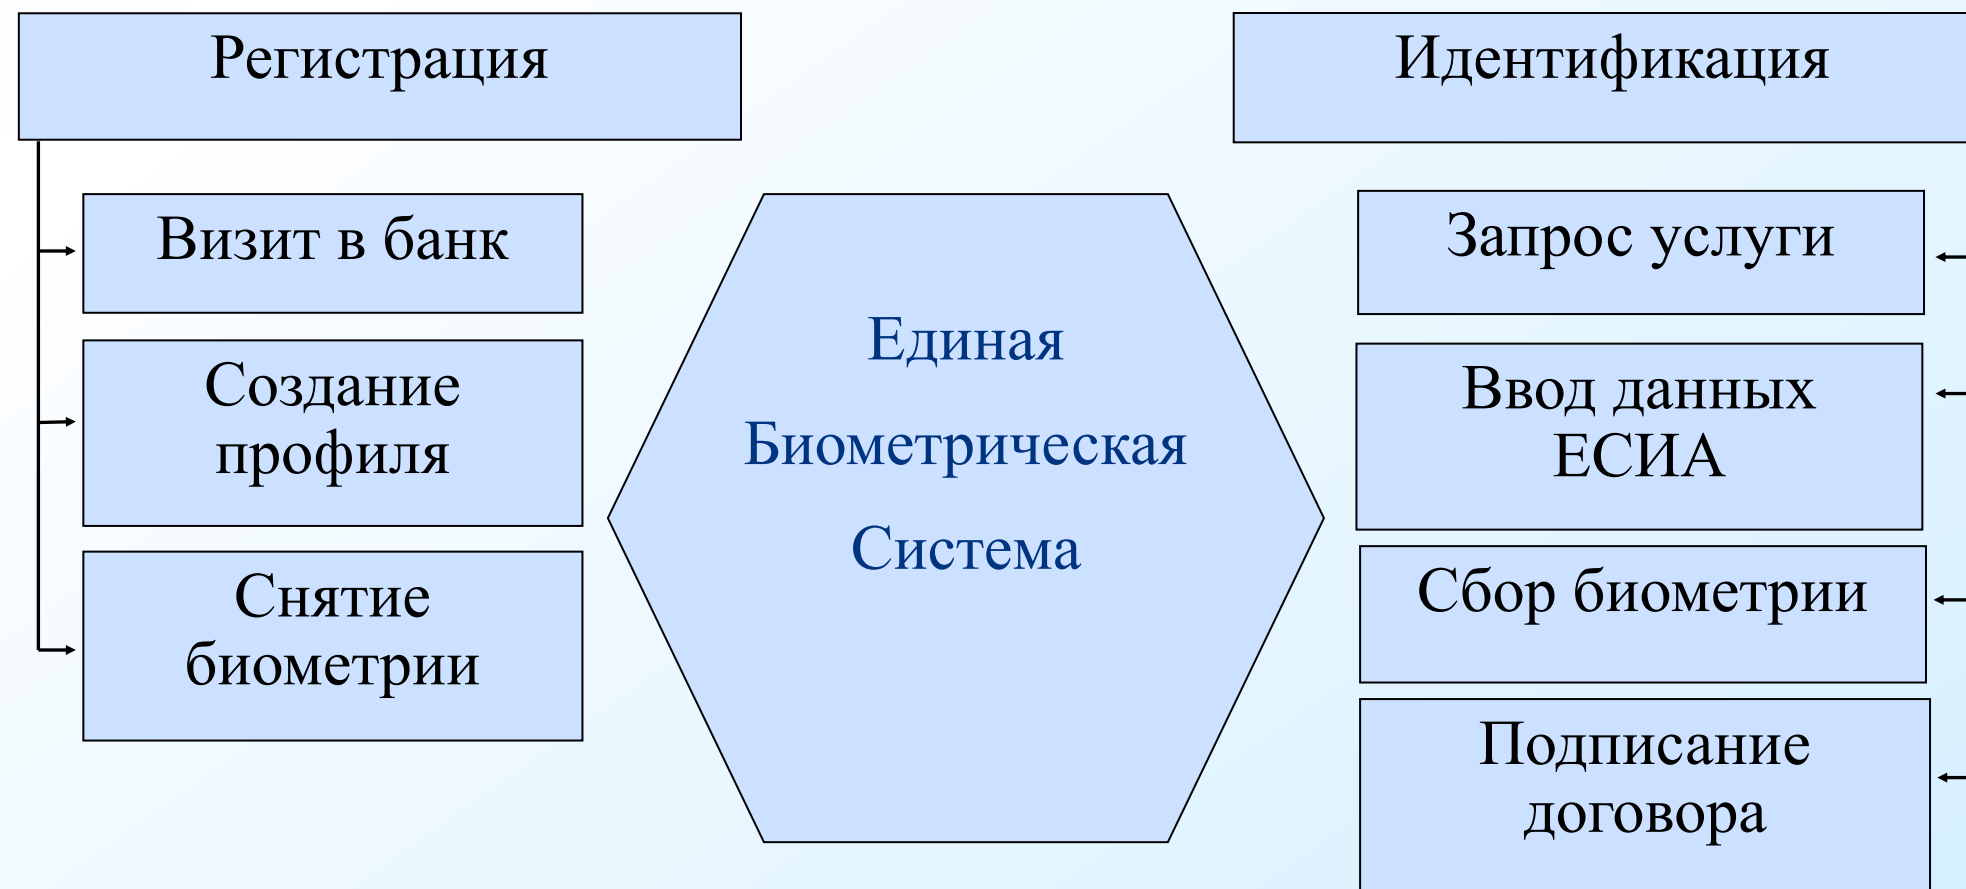 Регистрация
Визит в банк
Создание
профиля
Снятие
биометрии
Единая
Биометрическая
Система
Идентификация
Запрос услуги
Ввод данных
ЕСИА
Сбор биометрии
Подписание
договора